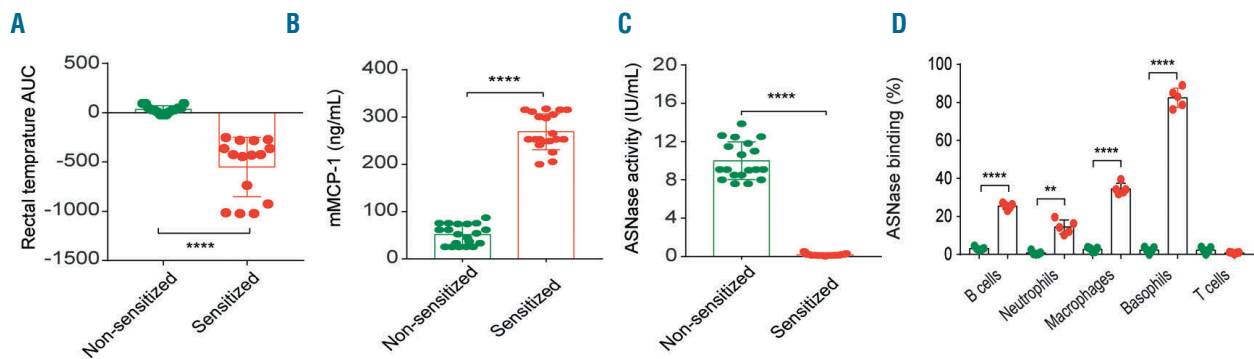 A
Rectal temprature AUC
500
0
-500
-1000
-1500
****
Non-sensitized
Sensitized
B
mMCP-1 (ng/mL)
400
300
200
100
0
****
Non-sensitized
Sensitized
C
ASNase activity (IU/mL)
20
16
12
8
4
0
****
Non-sensitized
Sensitized
D
ASNase binding (%)
100
80
60
40
20
0
****
**
****
****
B cells
Neutrophils
Macrophages
Basophils
T cells